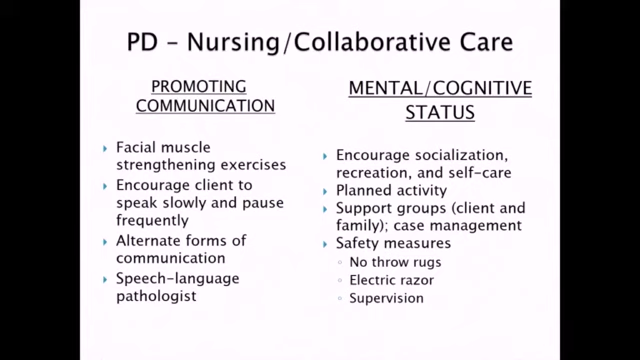 PD – Nursing/Collaborative Care
PROMOTING
COMMUNICATION
Facial muscle
strengthening exercises
Encourage client to
speak slowly and pause
frequently
Alternate forms of
communication
Speech-language
pathologist
MENTAL/COGNITIVE
STATUS
Encourage socialization,
recreation, and self-care
Planned activity
Support groups (client and
family); case management
Safety measures
No throw rugs
Electric razor
Supervision